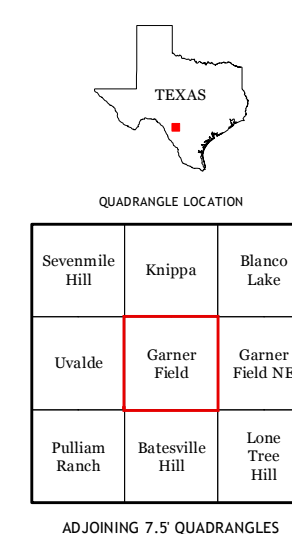 TEXAS
QUADRANGLE LOCATION
Sevenmile
Hill
Knippa
Blanco
Lake
Uvalde
Garner
Field
Garner
Field NE
Pulliam
Ranch
Batesville
Hill
Lone
Tree
Hill
ADJOINING 7.5' QUADRANGLES